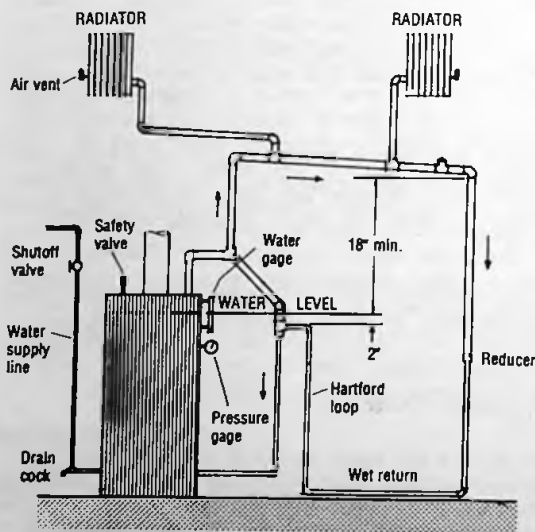 RADIATOR
RADIATOR
Air vent
Safety
valve
Shutoff
valve
Water
gage
18" min.
WATER LEVEL
2"
Water
supply
line
Reducer
Hartford
loop
Pressure
gage
Drain
cock
Wet return